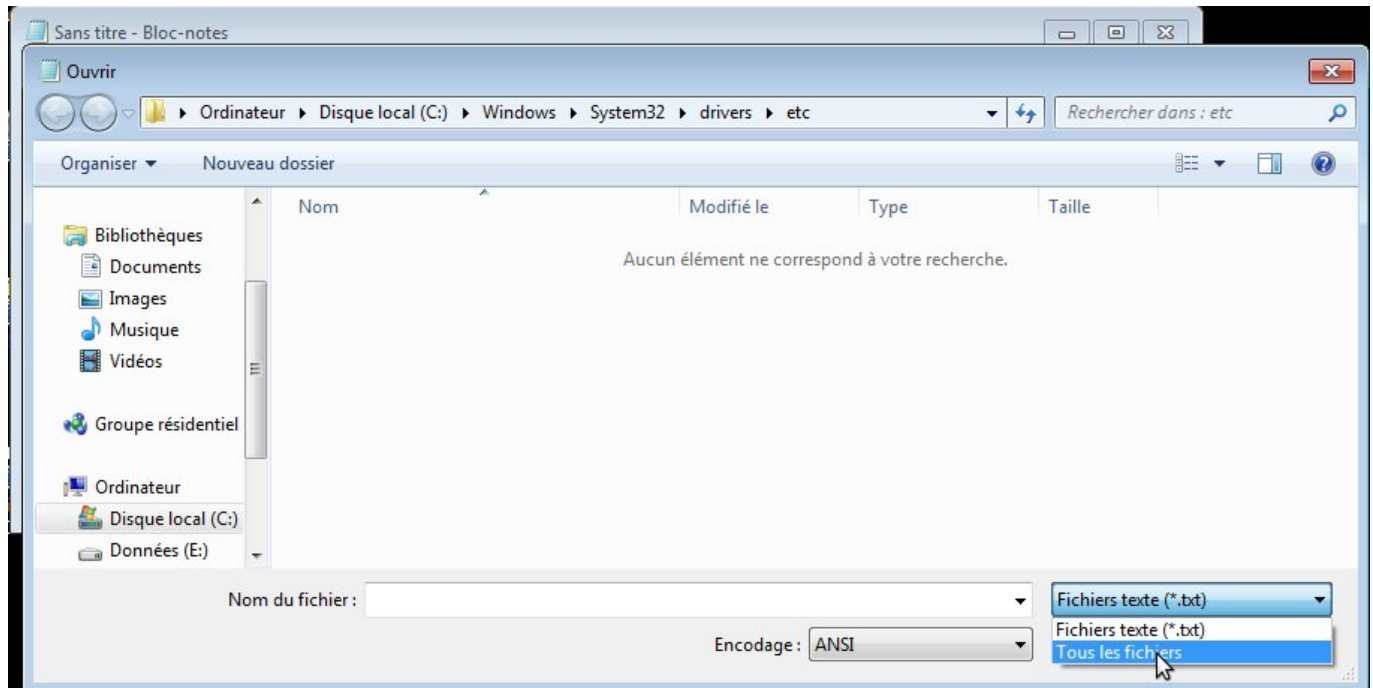 Sans titre - Bloc-notes
Ouvrir
Ordinateur Disque local (C:) Windows System32 drivers etc
Rechercher dans : etc
Organiser Nouveau dossier
Nom Modifié le Type Taille
Bibliothèques
Aucun élément ne correspond à votre recherche.
Documents
Images
Musique
Vidéos
Groupe résidentiel
Ordinateur
Disque local (C:)
Données (E:)
Nom du fichier :
Fichiers texte (*.txt)
Fichiers texte (*.txt)
Encodage : ANSI
Tous les fichiers